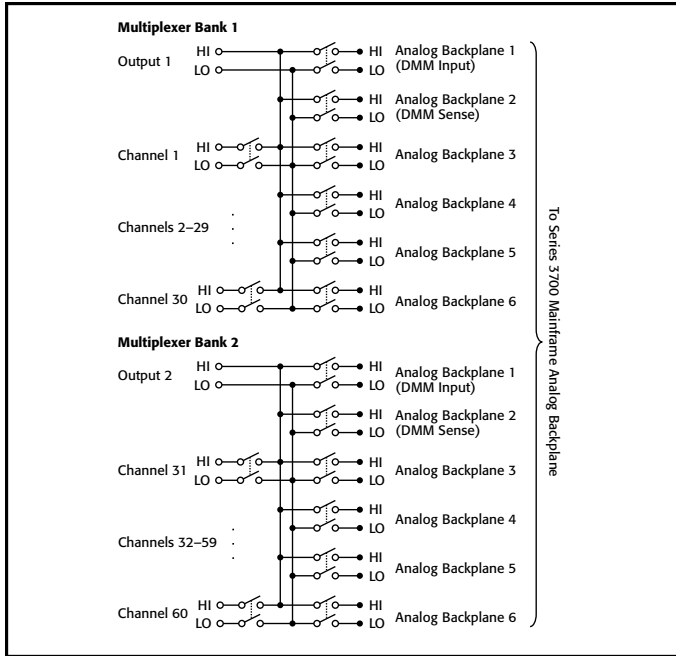 Multiplexer Bank 1
Output 1
HI
LO
HI
LO
Analog Backplane 1
(DMM Input)
HI
LO
Analog Backplane 2
(DMM Sense)
Channel 1
HI
LO
HI
LO
Analog Backplane 3
HI
LO
Analog Backplane 4
Channels 2–29
HI
LO
Analog Backplane 5
Channel 30
HI
LO
HI
LO
Analog Backplane 6
Multiplexer Bank 2
Output 2
HI
LO
HI
LO
Analog Backplane 1
(DMM Input)
HI
LO
Analog Backplane 2
(DMM Sense)
Channel 31
HI
LO
HI
LO
Analog Backplane 3
HI
LO
Analog Backplane 4
Channels 32–59
HI
LO
Analog Backplane 5
Channel 60
HI
LO
HI
LO
Analog Backplane 6
To Series 3700 Mainframe Analog Backplane